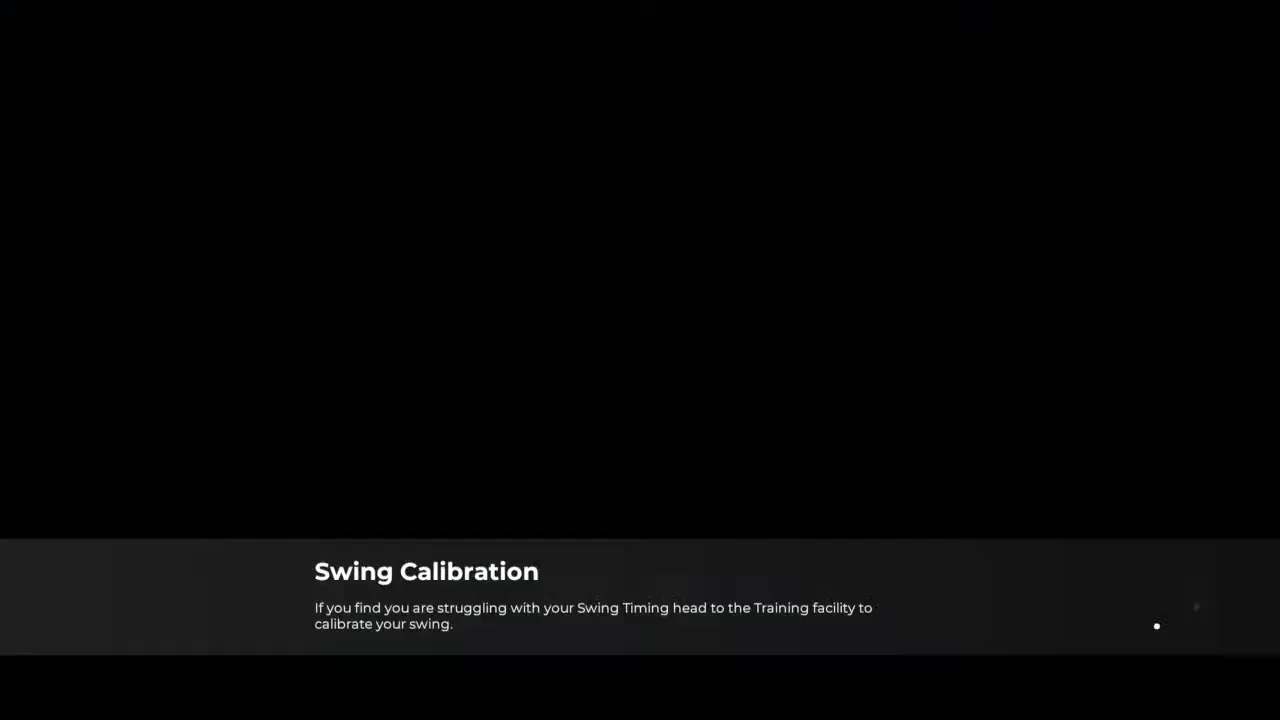 Swing Calibration
If you find you are struggling with your Swing Timing head to the Training facility to
calibrate your swing.